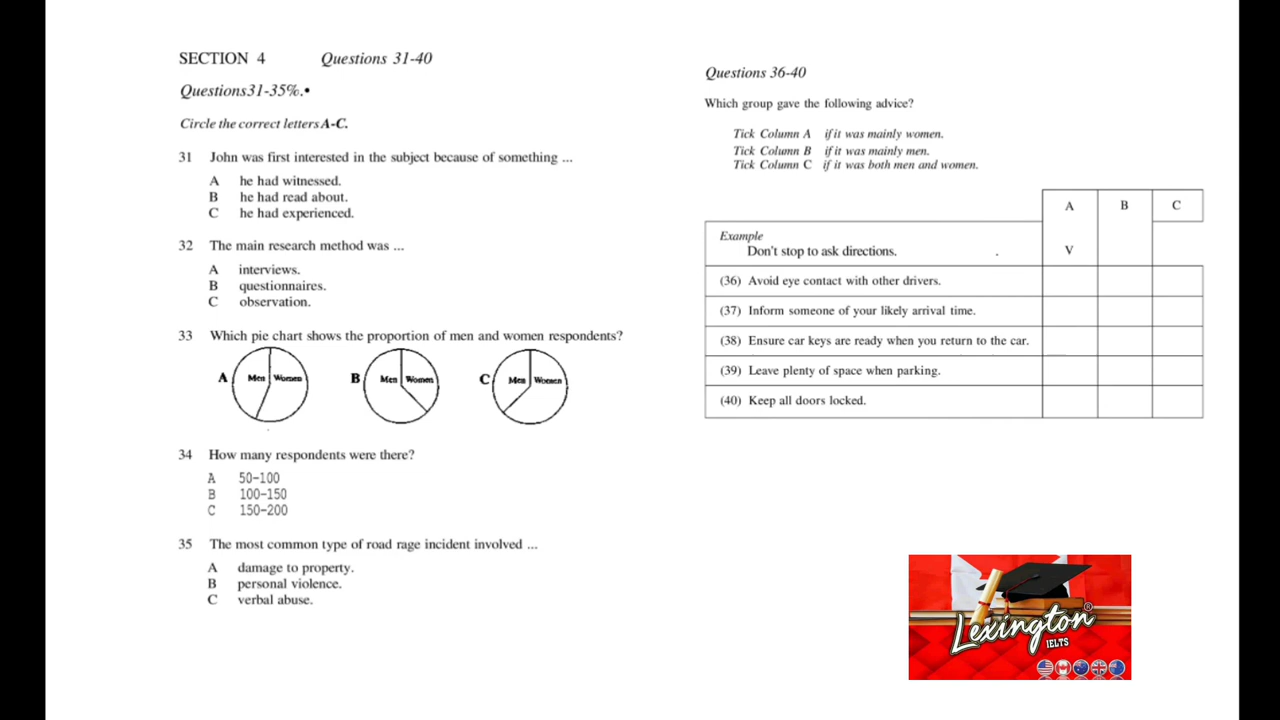 SECTION 4 Questions 31-40
Questions31-35%.•
Circle the correct letters A-C.
31 John was first interested in the subject because of something ...
A he had witnessed.
B he had read about.
C he had experienced.
32 The main research method was ...
A interviews.
B questionnaires.
C observation.
33 Which pie chart shows the proportion of men and women respondents?
A Men Women B Men Women C Men Women
34 How many respondents were there?
A 50-100
B 100-150
C 150-200
35 The most common type of road rage incident involved ...
A damage to property.
B personal violence.
C verbal abuse.
Questions 36-40
Which group gave the following advice?
Tick Column A if it was mainly women.
Tick Column B if it was mainly men.
Tick Column C if it was both men and women.
A B C
Example
Don't stop to ask directions. . V
(36) Avoid eye contact with other drivers.
(37) Inform someone of your likely arrival time.
(38) Ensure car keys are ready when you return to the car.
(39) Leave plenty of space when parking.
(40) Keep all doors locked.
Lexington®
IELTS